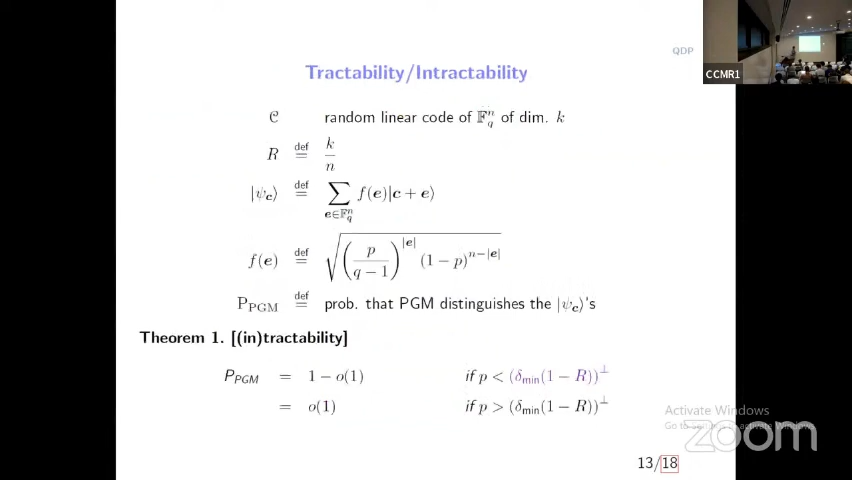 QDP
Tractability/Intractability
CCMR1
𝒞 random linear code of 𝔽_q^n of dim. k
R ≝ k/n
|ψ_c⟩ ≝ ∑_{e∈𝔽_q^n} f(e)|c + e⟩
f(e) ≝ √((p/(q−1))^{|e|} (1 − p)^{n−|e|})
P_PGM ≝ prob. that PGM distinguishes the |ψ_c⟩'s
Theorem 1. [(in)tractability]
P_PGM = 1 − o(1) if p < (δ_min(1 − R))^⊥
= o(1) if p > (δ_min(1 − R))^⊥
Activate Windows
zoom
13/18